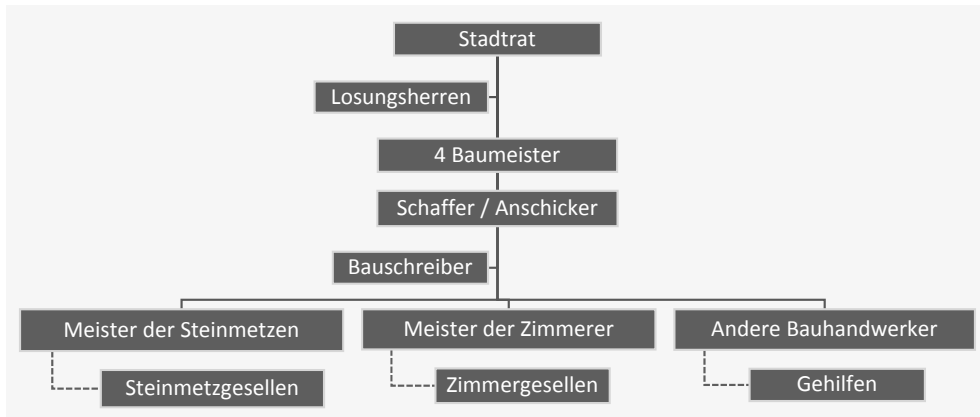 Stadtrat
Losungsherren
4 Baumeister
Schaffer / Anschicker
Bauschreiber
Meister der Steinmetzen
Meister der Zimmerer
Andere Bauhandwerker
Steinmetzgesellen
Zimmergesellen
Gehilfen